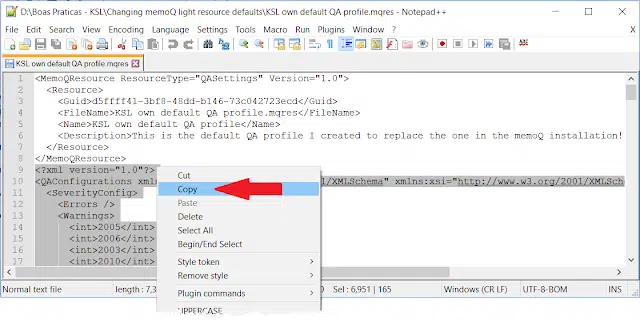 D:\Boas Praticas - KSL\Changing memoQ light resource defaults\KSL own default QA profile.mqres - Notepad++
File Edit Search View Encoding Language Settings Tools Macro Run Plugins Window ? X
KSL own default QA profile.mqres
1 <MemoQResource ResourceType="QASettings" Version="1.0">
2 <Resource>
3 <Guid>d5ffff41-3bf8-48dd-b146-73c042723ecd</Guid>
4 <FileName>KSL own default QA profile.mqres</FileName>
5 <Name>KSL own default QA profile</Name>
6 <Description>This is the default QA profile I created to replace the one in the memoQ installation!
7 </Resource>
8 </MemoQResource>
9 <?xml version="1.0"?>
10 <QAConfigurations xmln /XMLSchema" xmlns:xsi="http://www.w3.org/2001/XMLSch
11 <SeverityConfig>
12 <Errors />
13 <Warnings>
14 <int>2005</int>
15 <int>2006</int>
16 <int>2003</int>
17 <int>2010</int>
Cut
Copy
Paste
Delete
Select All
Begin/End Select
Style token
Remove style
Plugin commands
UPPERCASE
Normal text file length : 7,3 Sel : 6,951 | 165 Windows (CR LF) UTF-8-BOM INS